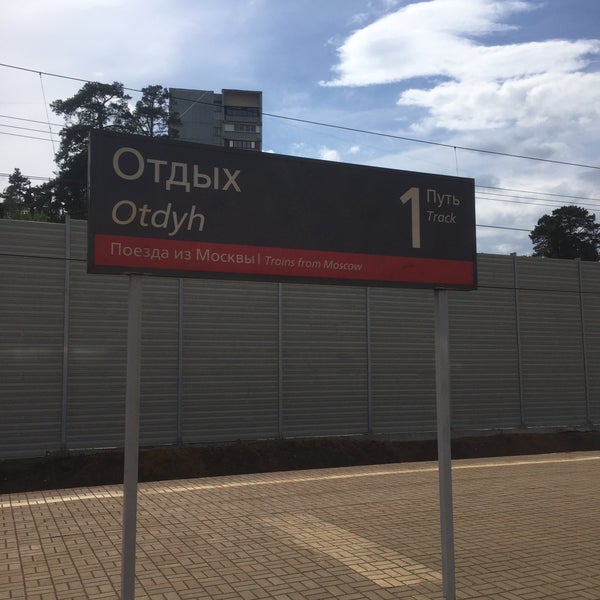 Отдых
Otdyh
1 Путь
Track
Поезда из Москвы | Trains from Moscow